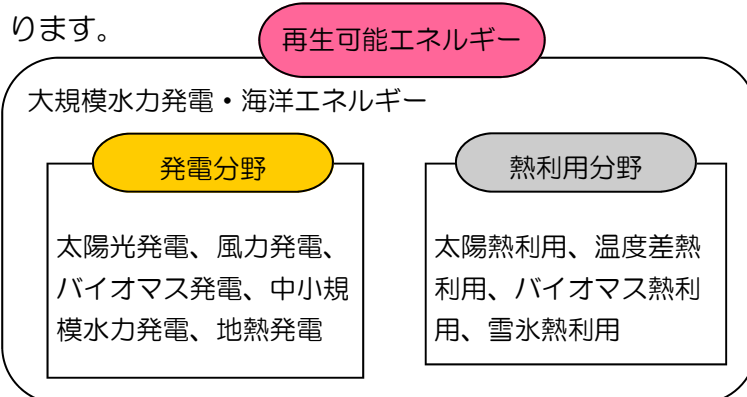 ります。
再生可能エネルギー
大規模水力発電・海洋エネルギー
発電分野
太陽光発電、風力発電、
バイオマス発電、中小規
模水力発電、地熱発電
熱利用分野
太陽熱利用、温度差熱
利用、バイオマス熱利
用、雪氷熱利用